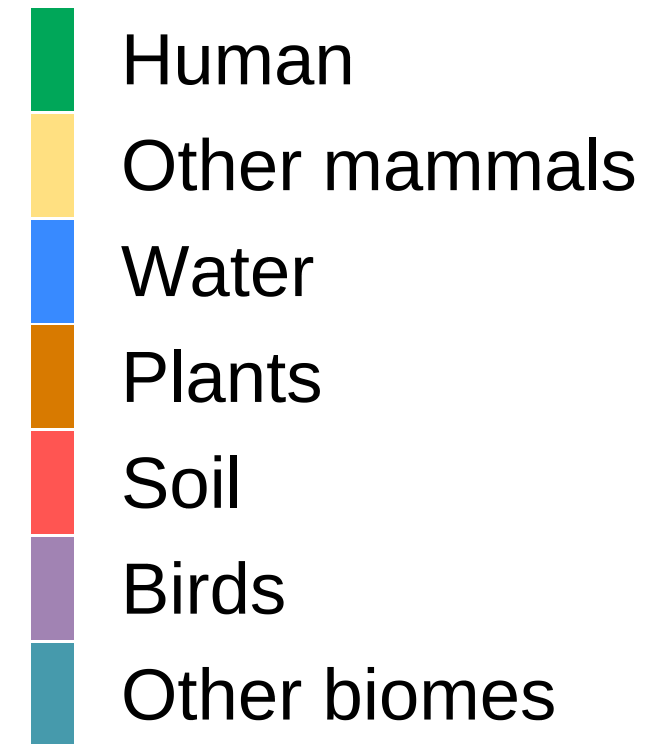 Human
Other mammals
Water
Plants
Soil
Birds
Other biomes